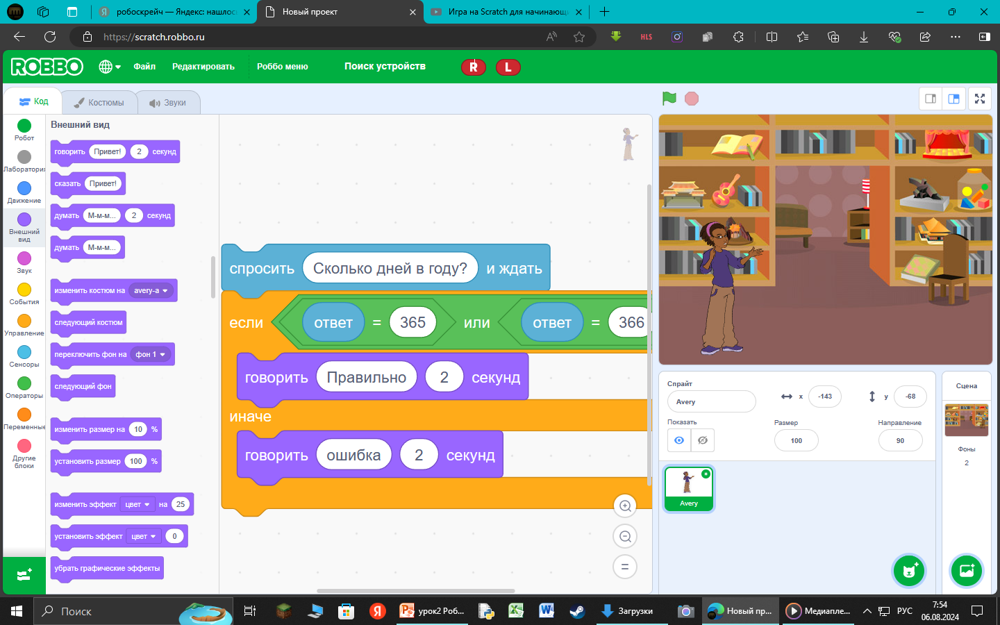 робоскрейч — Яндекс: нашлос
Новый проект
Игра на Scratch для начинающи
https://scratch.robbo.ru
HLS
ROBBO
Файл
Редактировать
Роббо меню
Поиск устройств
R
L
Код
Костюмы
Звуки
Робот
Лаборатория
Движение
Внешний
вид
Звук
События
Управление
Сенсоры
Операторы
Переменные
Другие
блоки
Внешний вид
говорить Привет! 2 секунд
сказать Привет!
думать М-м-м... 2 секунд
думать М-м-м...
изменить костюм на avery-a
следующий костюм
переключить фон на фон 1
следующий фон
изменить размер на 10 %
установить размер 100 %
изменить эффект цвет на 25
установить эффект цвет 0
убрать графические эффекты
спросить Сколько дней в году? и ждать
если ответ = 365 или ответ = 366
говорить Правильно 2 секунд
иначе
говорить ошибка 2 секунд
Спрайт
Avery
x -143
y -68
Показать
Размер
100
Направление
90
Avery
Сцена
Фоны
2
Поиск
урок2 Роб...
Загрузки
Новый пр...
Медиапле...
РУС
7:54
06.08.2024